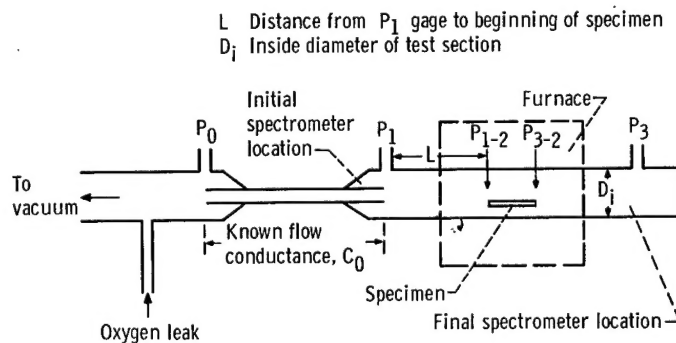 L Distance from P1 gage to beginning of specimen
Di Inside diameter of test section
Initial
spectrometer
location
Furnace
P0
P1
P1-2
P3-2
P3
L
Di
To
vacuum
Known flow
conductance, C0
Specimen
Oxygen leak
Final spectrometer location